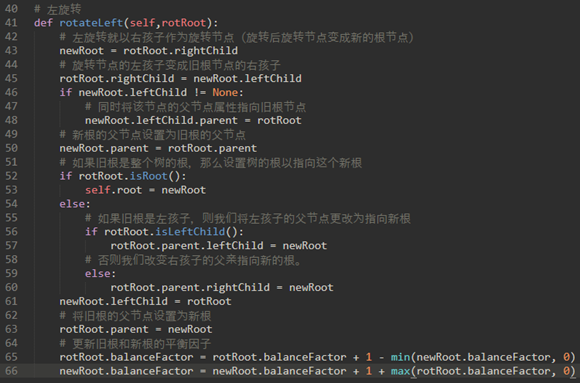 40 # 左旋转
41 def rotateLeft(self,rotRoot):
42 # 左旋转就以右孩子作为旋转节点（旋转后旋转节点变成新的根节点）
43 newRoot = rotRoot.rightChild
44 # 旋转节点的左孩子变成旧根节点的右孩子
45 rotRoot.rightChild = newRoot.leftChild
46 if newRoot.leftChild != None:
47 # 同时将该节点的父节点属性指向旧根节点
48 newRoot.leftChild.parent = rotRoot
49 # 新根的父节点设置为旧根的父节点
50 newRoot.parent = rotRoot.parent
51 # 如果旧根是整个树的根，那么设置树的根以指向这个新根
52 if rotRoot.isRoot():
53 self.root = newRoot
54 else:
55 # 如果旧根是左孩子，则我们将左孩子的父节点更改为指向新根
56 if rotRoot.isLeftChild():
57 rotRoot.parent.leftChild = newRoot
58 # 否则我们改变右孩子的父亲指向新的根。
59 else:
60 rotRoot.parent.rightChild = newRoot
61 newRoot.leftChild = rotRoot
62 # 将旧根的父节点设置为新根
63 rotRoot.parent = newRoot
64 # 更新旧根和新根的平衡因子
65 rotRoot.balanceFactor = rotRoot.balanceFactor + 1 - min(newRoot.balanceFactor, 0)
66 newRoot.balanceFactor = newRoot.balanceFactor + 1 + max(rotRoot.balanceFactor, 0)